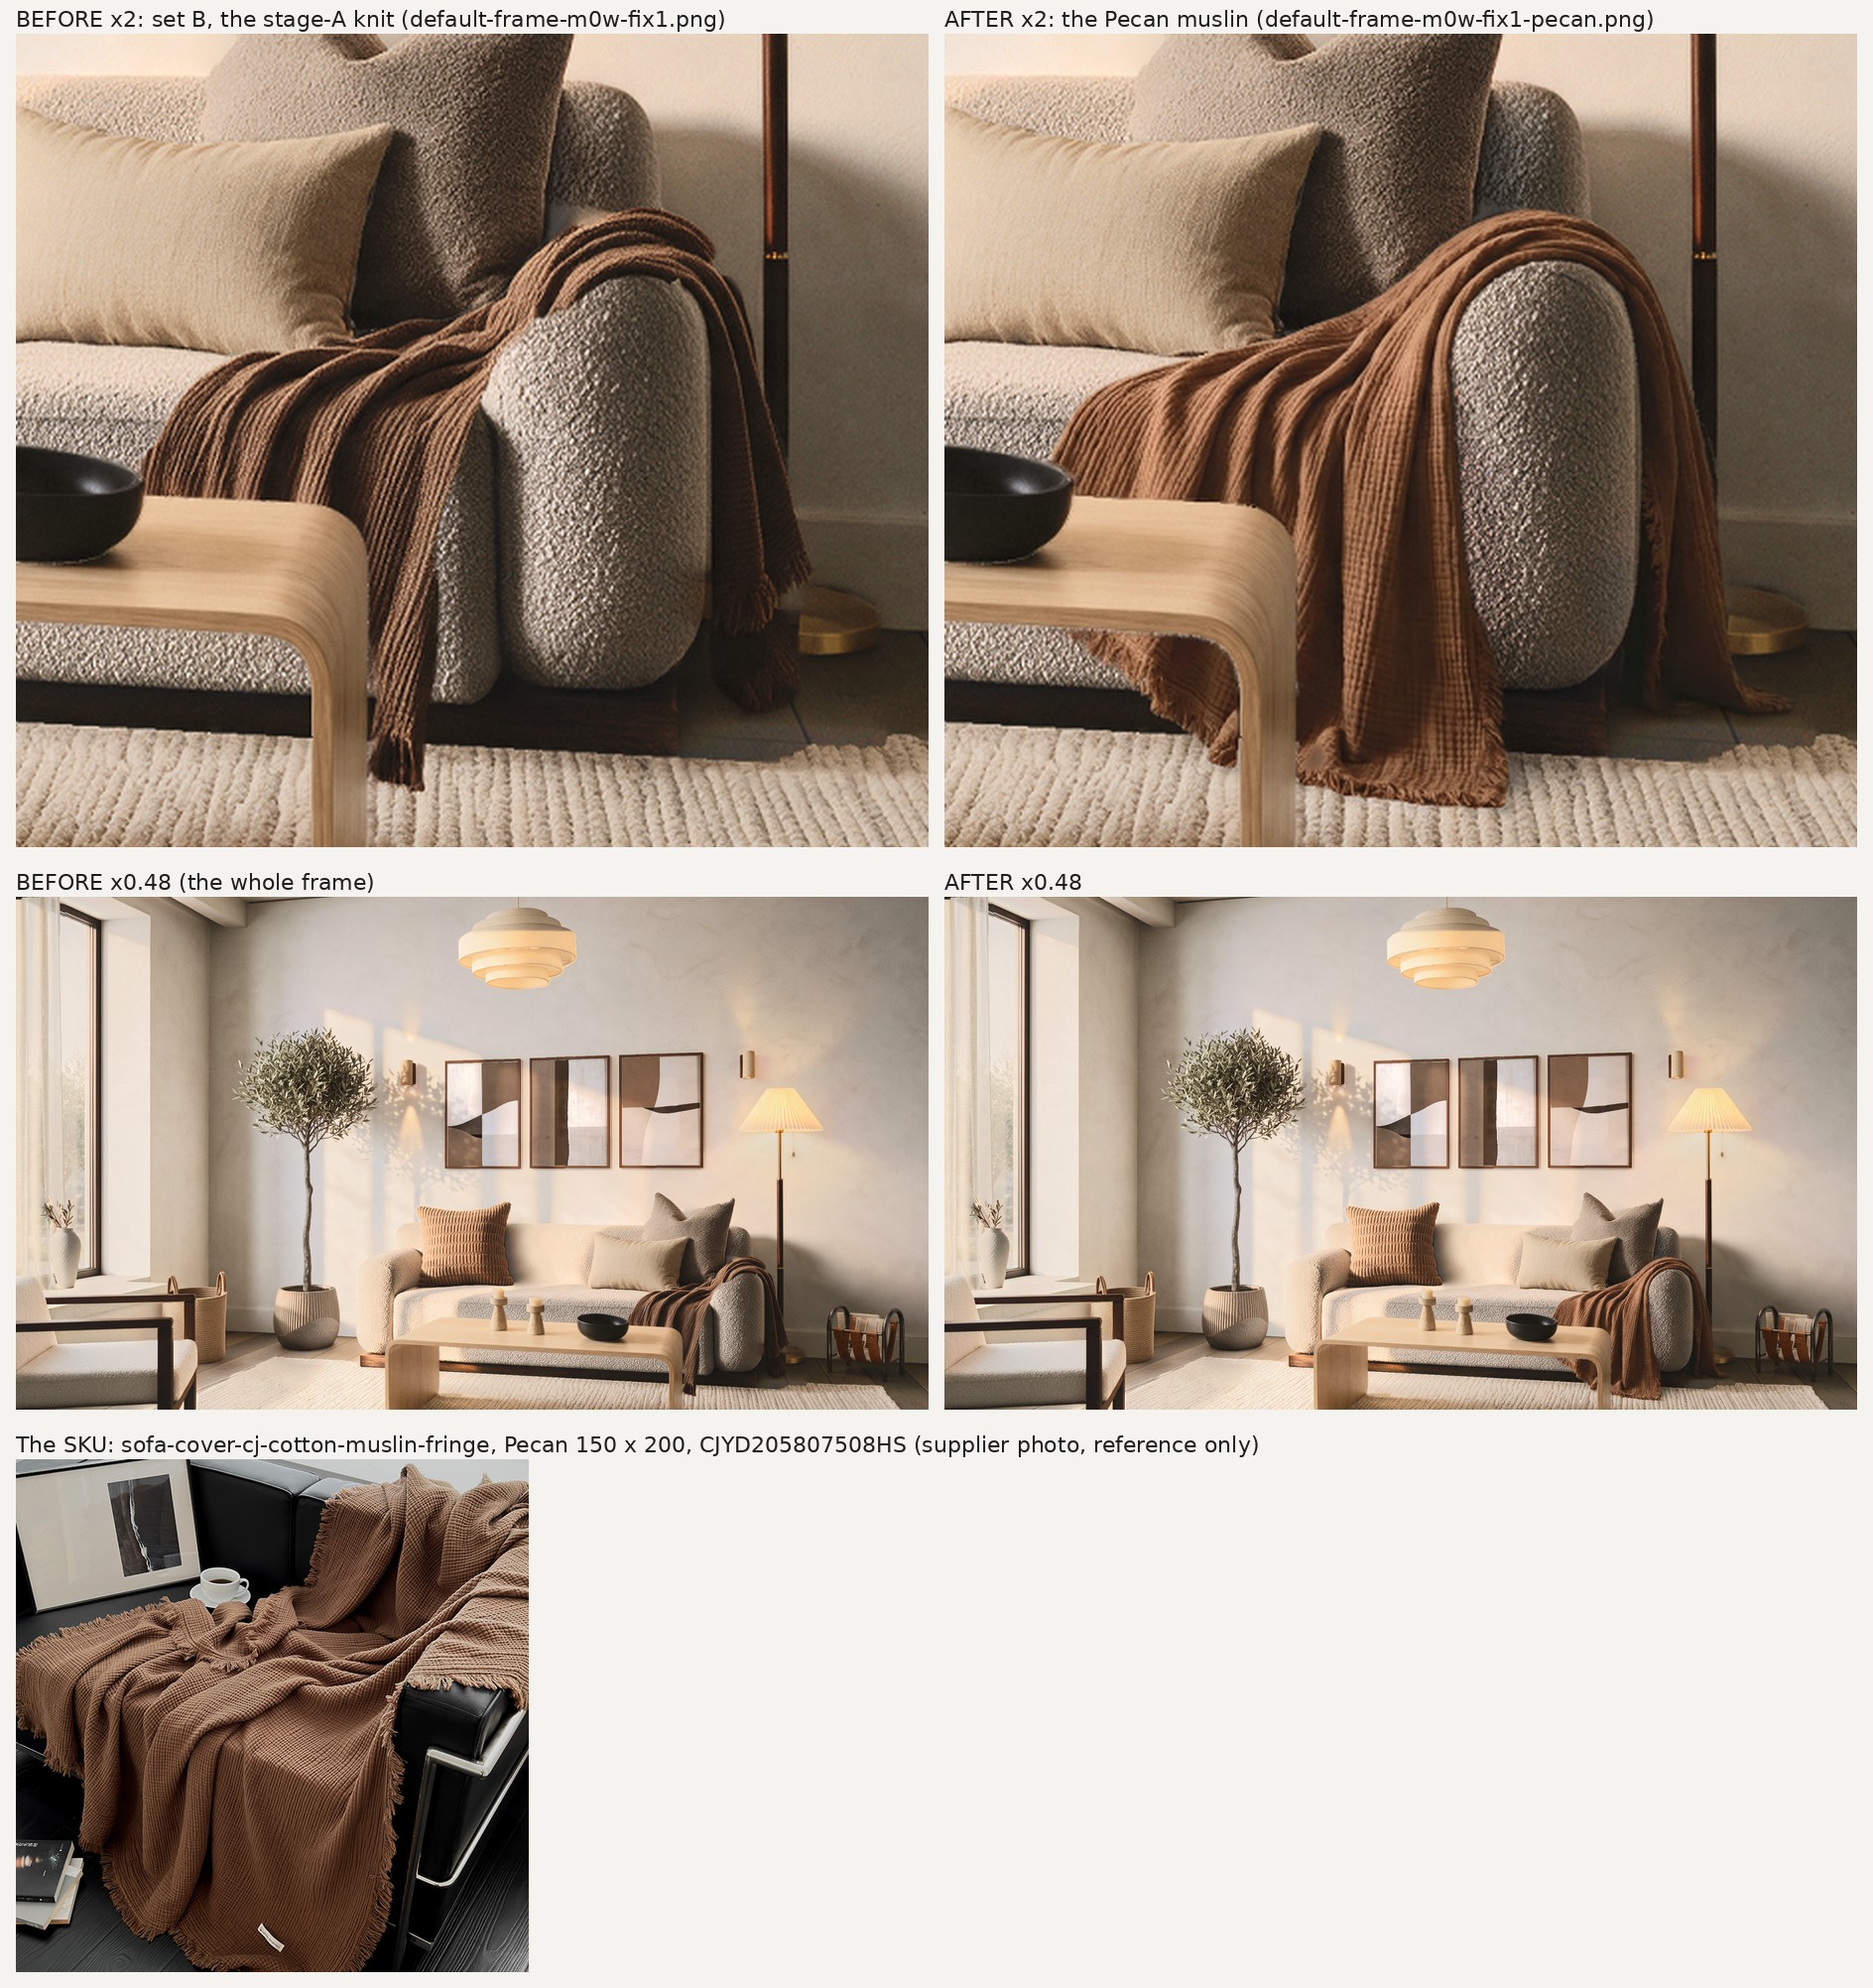 BEFORE x2: set B, the stage-A knit (default-frame-m0w-fix1.png)
AFTER x2: the Pecan muslin (default-frame-m0w-fix1-pecan.png)
BEFORE x0.48 (the whole frame)
AFTER x0.48
The SKU: sofa-cover-cj-cotton-muslin-fringe, Pecan 150 x 200, CJYD205807508HS (supplier photo, reference only)